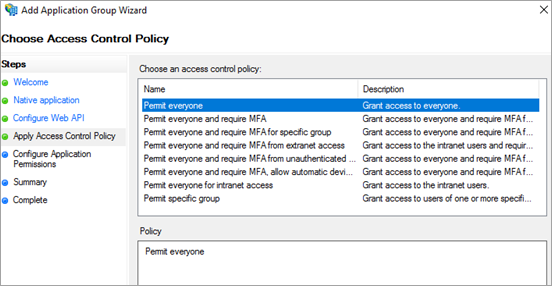 Add Application Group Wizard
Choose Access Control Policy
Steps
Welcome
Native application
Configure Web API
Apply Access Control Policy
Configure Application
Permissions
Summary
Complete
Choose an access control policy:
Name Description
Permit everyone Grant access to everyone.
Permit everyone and require MFA Grant access to everyone and require MFA f...
Permit everyone and require MFA for specific group Grant access to everyone and require MFA f...
Permit everyone and require MFA from extranet access Grant access to the intranet users and requir...
Permit everyone and require MFA from unauthenticated ... Grant access to everyone and require MFA f...
Permit everyone and require MFA, allow automatic devi... Grant access to everyone and require MFA f...
Permit everyone for intranet access Grant access to the intranet users.
Permit specific group Grant access to users of one or more specifi...
Policy
Permit everyone